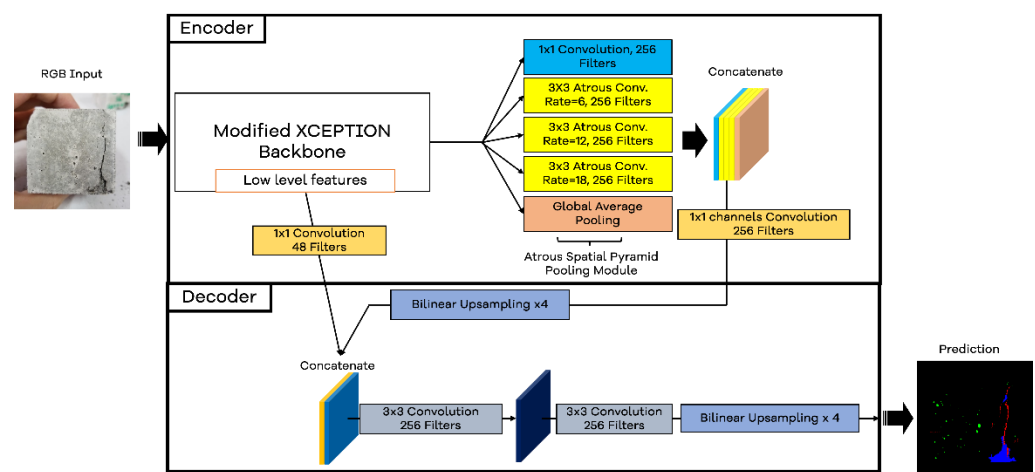 Encoder
RGB Input
Modified XCEPTION
Backbone
Low level features
1x1 Convolution
48 Filters
1x1 Convolution, 256
Filters
3X3 Atrous Conv.
Rate=6, 256 Filters
3x3 Atrous Conv.
Rate=12, 256 Filters
3x3 Atrous Conv.
Rate=18, 256 Filters
Global Average
Pooling
Atrous Spatial Pyramid
Pooling Module
Concatenate
1x1 channels Convolution
256 Filters
Decoder
Bilinear Upsampling x4
Concatenate
3x3 Convolution
256 Filters
3x3 Convolution
256 Filters
Bilinear Upsampling x 4
Prediction